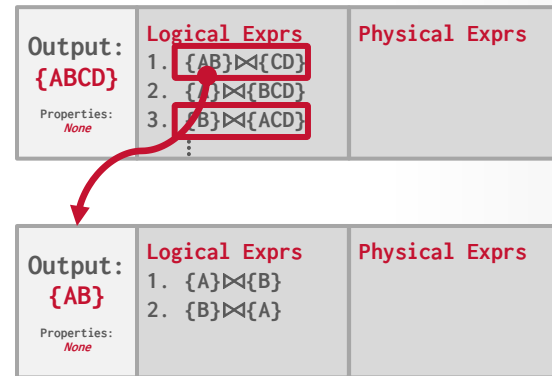 Output:
{ABCD}
Properties:
None
Logical Exprs
1. {AB}⋈{CD}
2. {A}⋈{BCD}
3. {B}⋈{ACD}
⋮
Physical Exprs
Output:
{AB}
Properties:
None
Logical Exprs
1. {A}⋈{B}
2. {B}⋈{A}
Physical Exprs